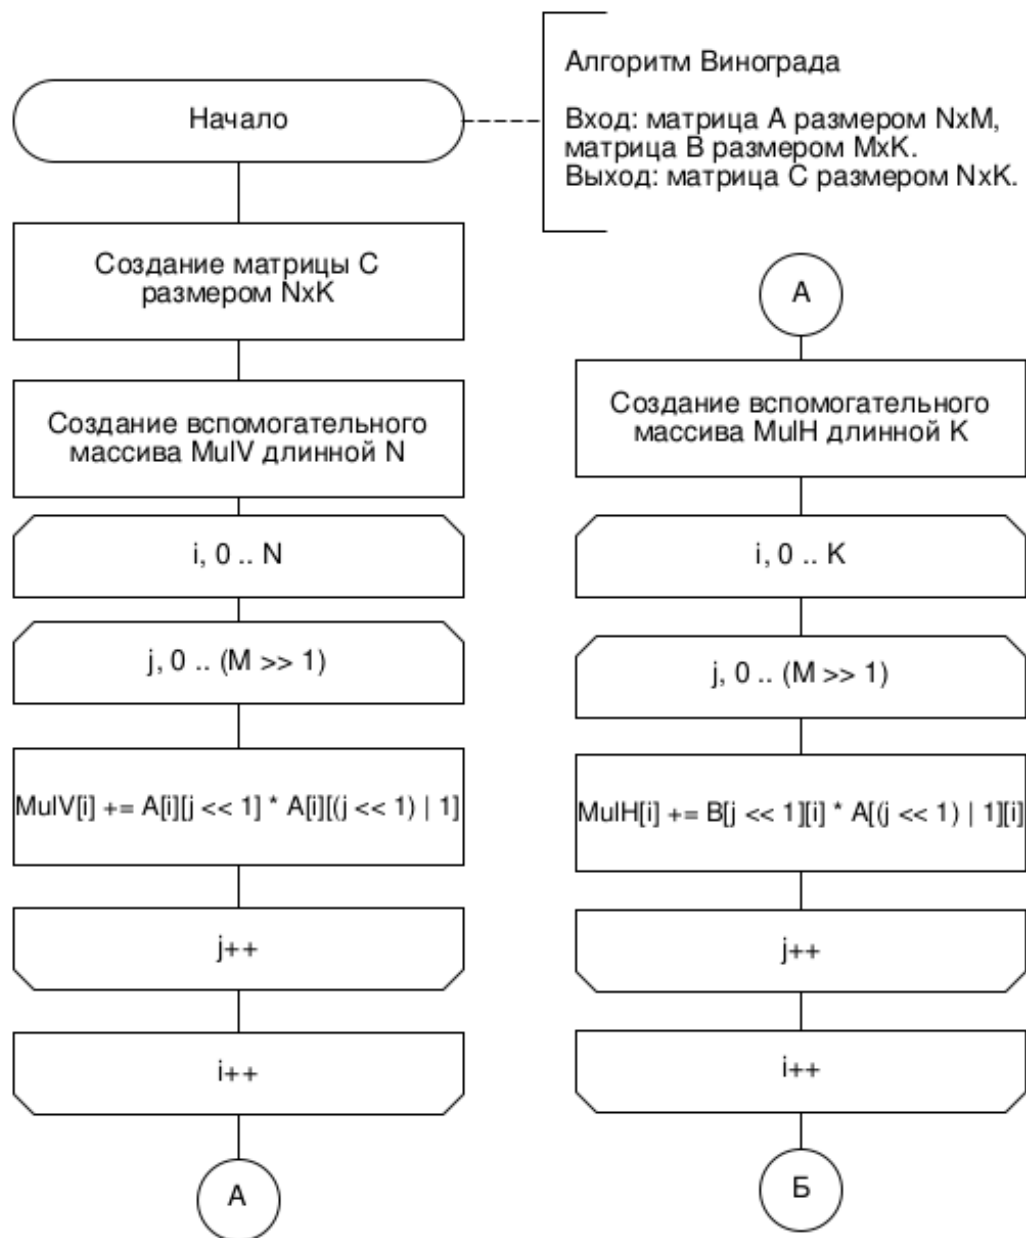 Начало
Алгоритм Винограда
Вход: матрица A размером NxM,
матрица B размером MxK.
Выход: матрица C размером NxK.
Создание матрицы C
размером NxK
Создание вспомогательного
массива MulV длинной N
i, 0 .. N
j, 0 .. (M >> 1)
MulV[i] += A[i][j << 1] * A[i][(j << 1) | 1]
j++
i++
А
А
Создание вспомогательного
массива MulH длинной K
i, 0 .. K
j, 0 .. (M >> 1)
MulH[i] += B[j << 1][i] * A[(j << 1) | 1][i]
j++
i++
Б